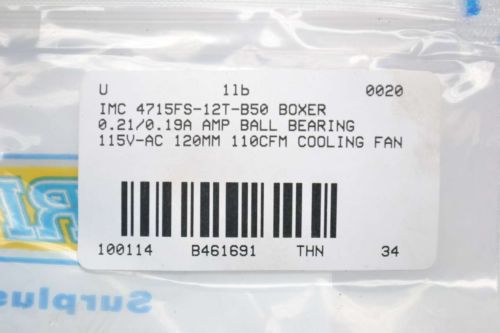 U 1lb 0020
IMC 4715FS-12T-B50 BOXER
0.21/0.19A AMP BALL BEARING
115V-AC 120MM 110CFM COOLING FAN
100114 B461691 THN 34
RI
Surplus